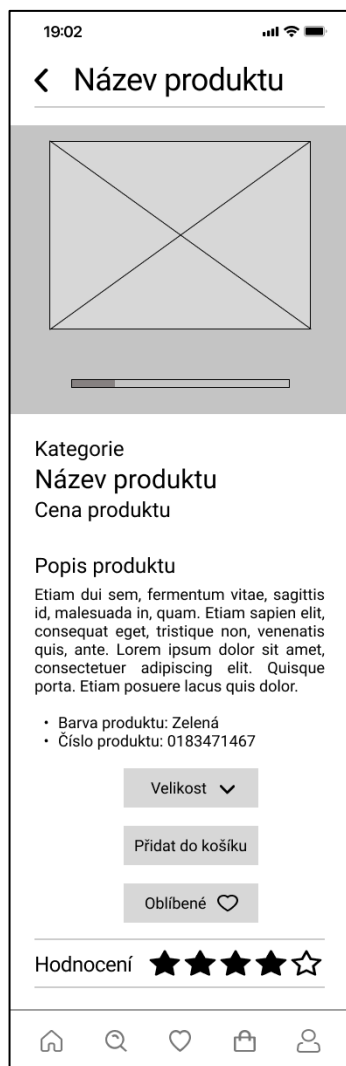 19:02
Název produktu
Kategorie
Název produktu
Cena produktu
Popis produktu
Etiam dui sem, fermentum vitae, sagittis
id, malesuada in, quam. Etiam sapien elit,
consequat eget, tristique non, venenatis
quis, ante. Lorem ipsum dolor sit amet,
consectetuer adipiscing elit. Quisque
porta. Etiam posuere lacus quis dolor.
• Barva produktu: Zelená
• Číslo produktu: 0183471467
Velikost
Přidat do košíku
Oblíbené
Hodnocení